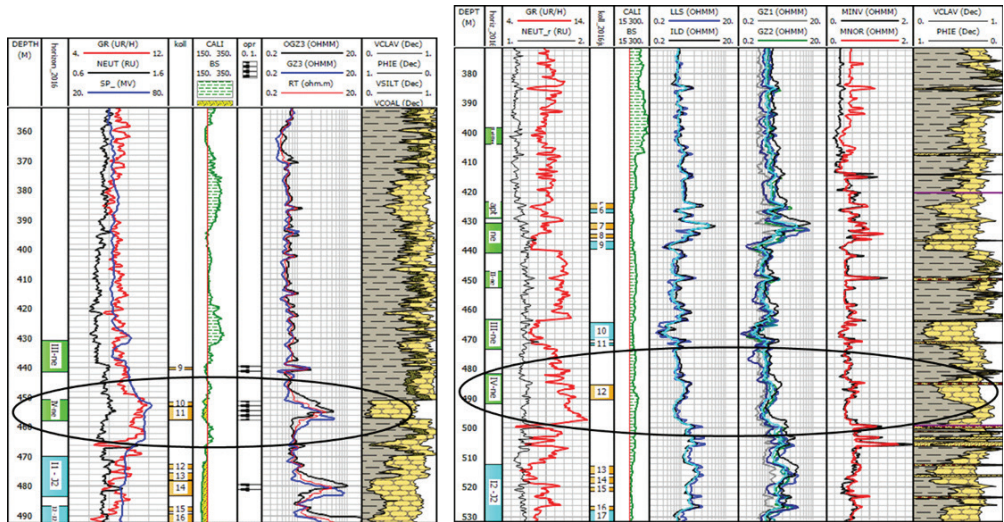 DEPTH (M)
horizon_2016
GR (UR/H)
4. 12.
NEUT (RU)
0.6 1.6
SP_ (MV)
20. 80.
koll
CALI
150. 350.
BS
150. 350.
opr
0. 1.
OGZ3 (OHMM)
0.2 20.
GZ3 (OHMM)
0.2 20.
RT (ohm.m)
0.2 20.
VCLAV (Dec)
0. 1.
PHIE (Dec)
1. 0.
VSILT (Dec)
0. 1.
VCOAL (Dec)
360
370
380
390
400
410
420
430
440
450
460
470
480
490
III-ne
IV-ne
9
10
11
12
13
14
15
16
DEPT (M)
GR (UR/H)
4. 14.
NEUT_r (RU)
1. 2.
CALI
15 300.
BS
15 300.
LLS (OHMM)
0.2 20.
ILD (OHMM)
0.2 20.
GZ1 (OHMM)
0.2 20.
GZ2 (OHMM)
0.2 20.
MINV (OHMM)
0. 2.
MNOR (OHMM)
0. 2.
VCLAV (Dec)
0. 1.
PHIE (Dec)
1. 0.
380
390
400
410
420
430
440
450
460
470
480
490
500
510
520
530
apt
ne
II-ne
III-ne
IV-ne
6
7
8
9
10
11
12
13
14
15
16
17